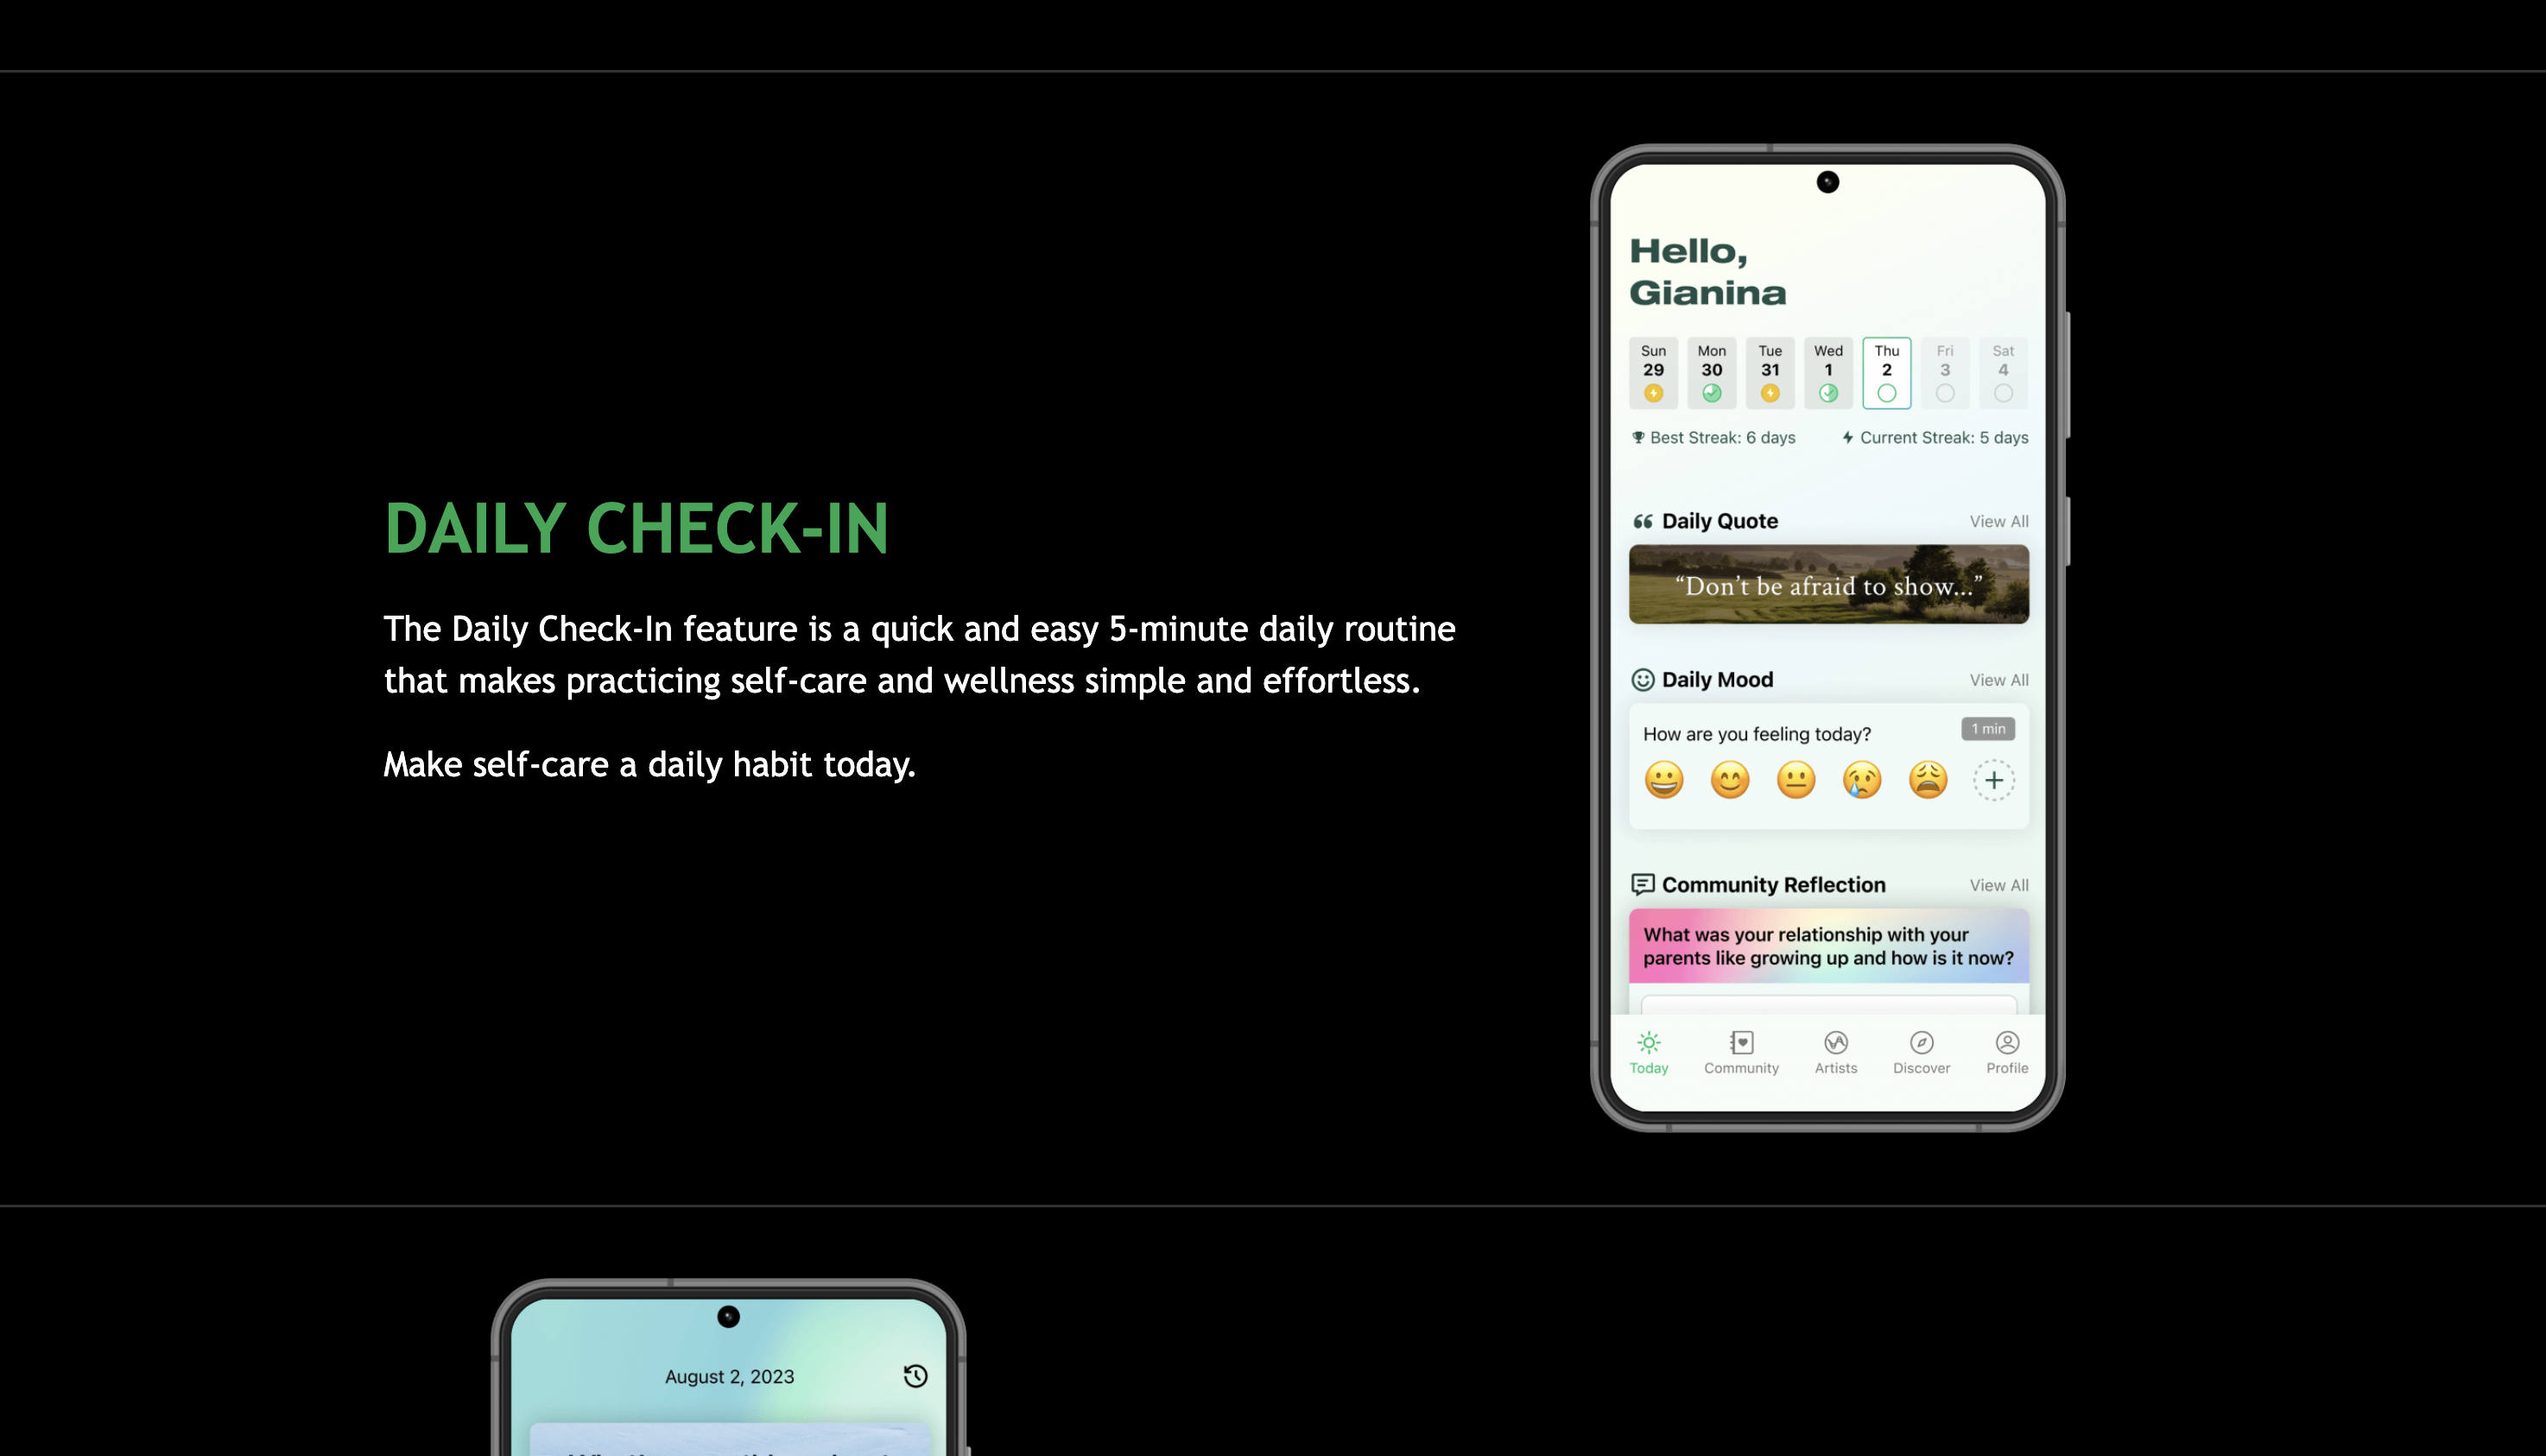 DAILY CHECK-IN
The Daily Check-In feature is a quick and easy 5-minute daily routine
that makes practicing self-care and wellness simple and effortless.
Make self-care a daily habit today.
Hello,
Gianina
Sun Mon Tue Wed Thu Fri Sat
29 30 31 1 2 3 4
Best Streak: 6 days Current Streak: 5 days
Daily Quote View All
“Don’t be afraid to show...”
Daily Mood View All
How are you feeling today? 1 min
Community Reflection View All
What was your relationship with your
parents like growing up and how is it now?
Today Community Artists Discover Profile
August 2, 2023